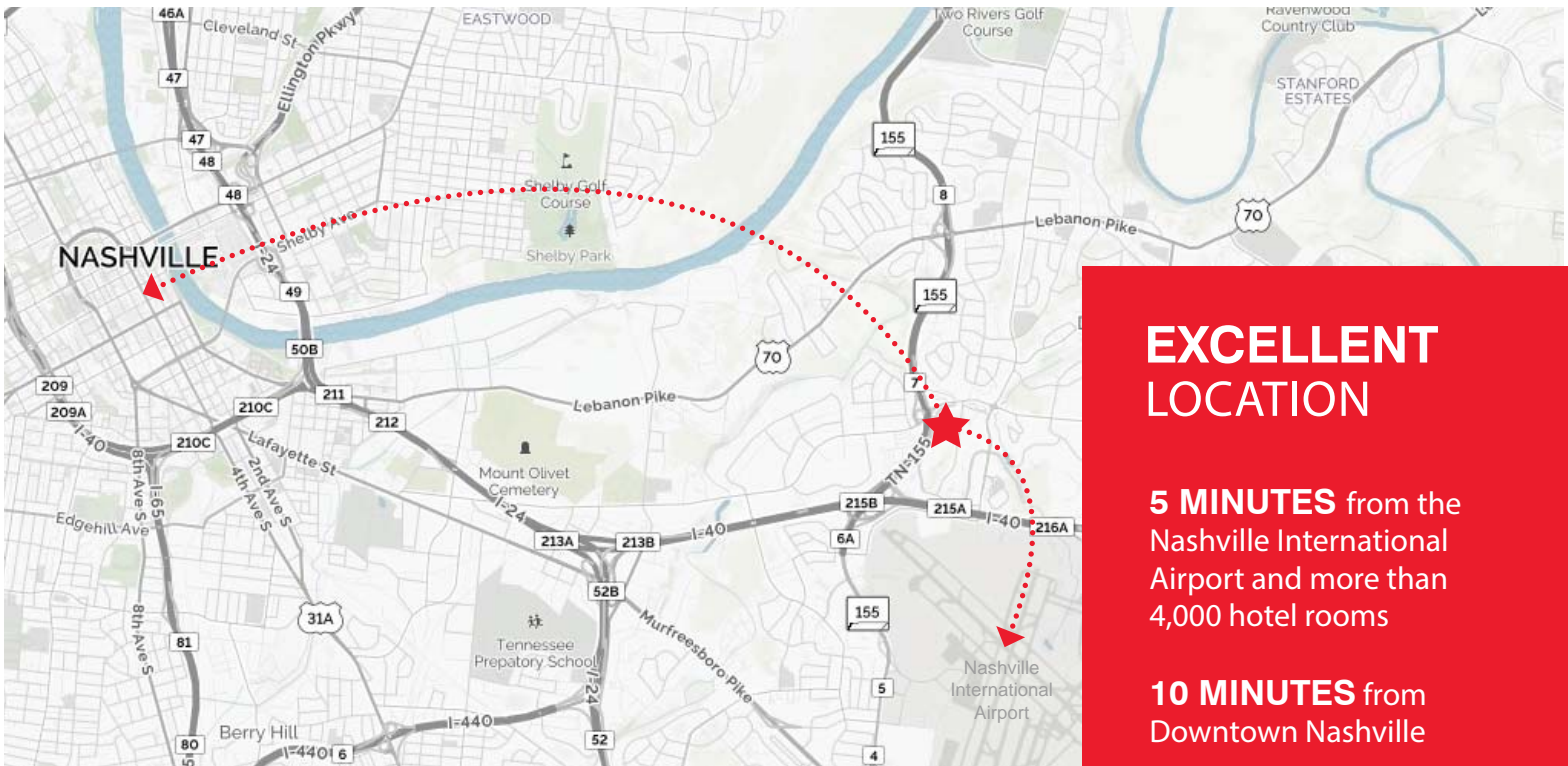 46A
Cleveland St
Ellington Pkwy
EASTWOOD
Two Rivers Golf
Course
Ravenwood
Country Club
47
STANFORD
ESTATES
47
48
155
48
8
Shelby Golf
Course
Shelby Ave
Lebanon Pike
70
NASHVILLE
I-24
Shelby Park
49
155
50B
70
EXCELLENT
LOCATION
209
211
7
209A
210C
212
Lebanon Pike
I-40
210C
Lafayette St
8th Ave S
I-65
4th Ave S
2nd Ave S
Mount Olivet
Cemetery
TN-155
I-24
215B
215A
I-40
216A
5 MINUTES from the
Nashville International
Airport and more than
4,000 hotel rooms
Edgehill Ave
213A
213B
I-40
6A
52B
155
31A
8th Ave S
81
Tennessee
Preparatory School
Murfreesboro Pike
I-24
Nashville
International
Airport
5
10 MINUTES from
Downtown Nashville
Berry Hill
I-440
80
I-440
6
52
4